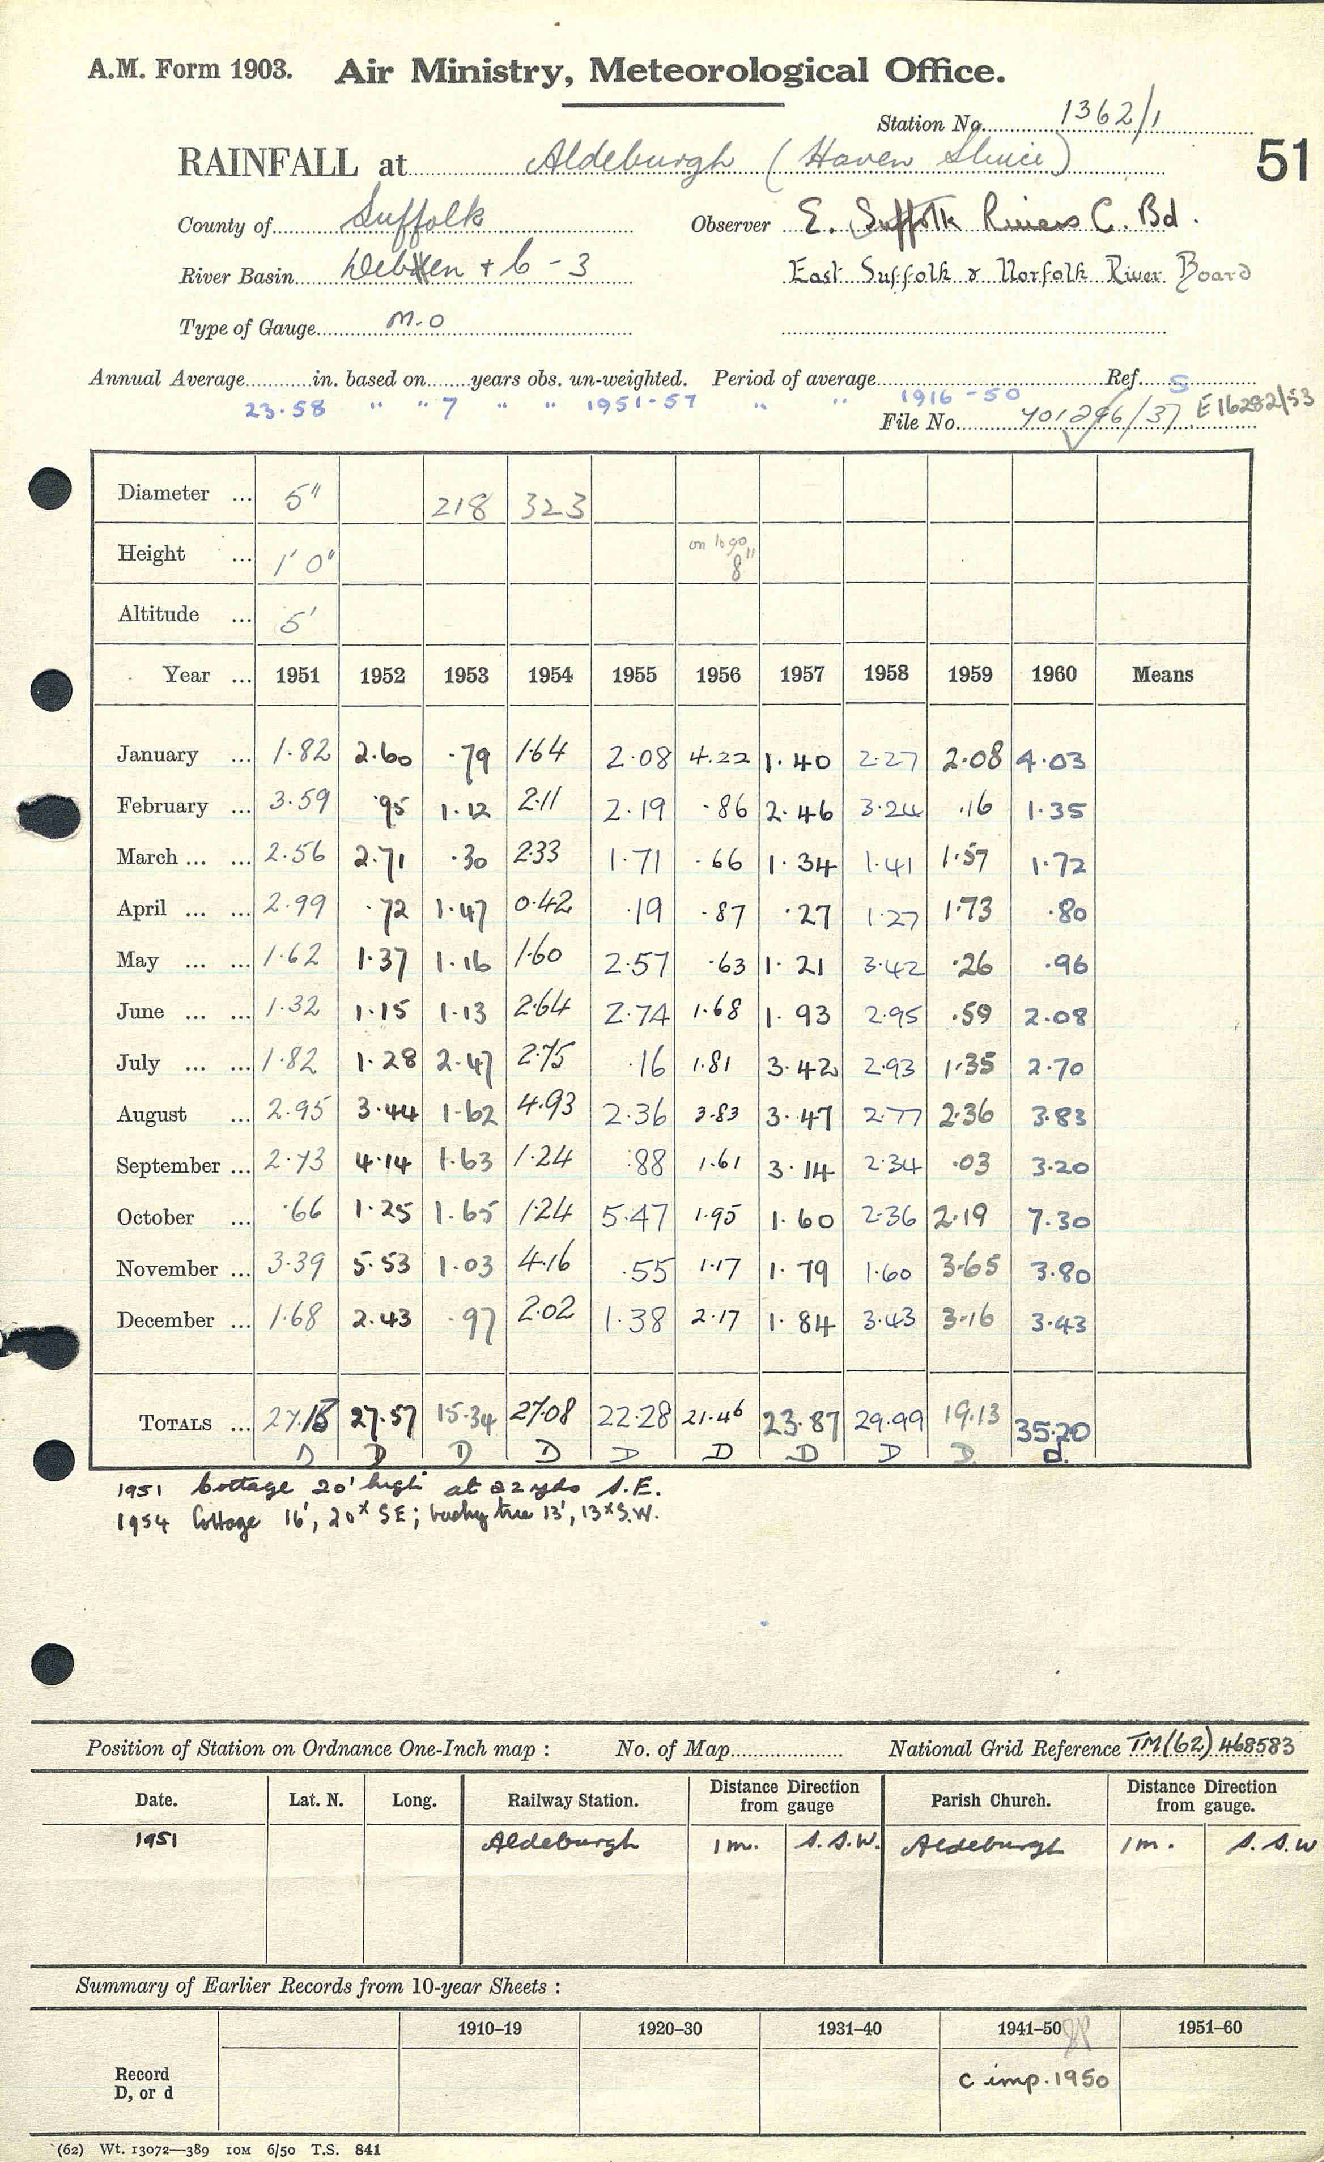 A.M. Form 1903. Air Ministry, Meteorological Office.
Station No. 1362/1
RAINFALL at Aldeburgh (Haven Sluice)
51
County of Suffolk Observer E. Suffolk Rivers C. Bd.
River Basin Deben + 6 - 3 East Suffolk & Norfolk River Board
Type of Gauge M.O
Annual Average in. based on years obs. un-weighted. Period of average Ref. S
23.58 " " 7 " " 1951-57 " " 1916-50
File No. 701296/37 E16282/53
Diameter ... 5" 218 323
Height ... 1' 0" on logo 8"
Altitude ... 5'
Year ... 1951 1952 1953 1954 1955 1956 1957 1958 1959 1960 Means
January ... 1.82 2.60 .79 1.64 2.08 4.22 1.40 2.27 2.08 4.03
February ... 3.59 .95 1.12 2.11 2.19 .86 2.46 3.24 .16 1.35
March ... ... 2.56 2.71 .30 2.33 1.71 .66 1.34 1.41 1.57 1.72
April ... ... 2.99 .72 1.47 0.42 .19 .87 .27 1.27 1.73 .80
May ... ... 1.62 1.37 1.16 1.60 2.57 .63 1.21 3.42 .26 .96
June ... ... 1.32 1.15 1.13 2.64 2.74 1.68 1.93 2.95 .59 2.08
July ... ... 1.82 1.28 2.47 2.75 .16 1.81 3.42 2.93 1.35 2.70
August ... 2.95 3.44 1.62 4.93 2.36 3.83 3.47 2.77 2.36 3.83
September ... 2.73 4.14 1.63 1.24 .88 1.61 3.14 2.34 .03 3.20
October ... .66 1.25 1.65 1.24 5.47 1.95 1.60 2.36 2.19 7.30
November ... 3.39 5.53 1.03 4.16 .55 1.17 1.79 1.60 3.65 3.80
December ... 1.68 2.43 .97 2.02 1.38 2.17 1.84 3.43 3.16 3.43
TOTALS ... 27.13 27.57 15.34 27.08 22.28 21.46 23.87 29.99 19.13 35.20
D D D D D D D D D d.
1951 Cottage 20' high at 22 yds S.E.
1954 Cottage 16', 20x SE; bushy tree 13', 13x S.W.
Position of Station on Ordnance One-Inch map : No. of Map National Grid Reference TM(62) 468583
Date. Lat. N. Long. Railway Station. Distance Direction from gauge Parish Church. Distance Direction from gauge.
1951 Aldeburgh 1m. S.S.W. Aldeburgh 1m. S.S.W
Summary of Earlier Records from 10-year Sheets :
1910–19 1920–30 1931–40 1941–50 1951–60
Record
D, or d
c imp. 1950
(62) Wt. 13072—389 10M 6/50 T.S. 841